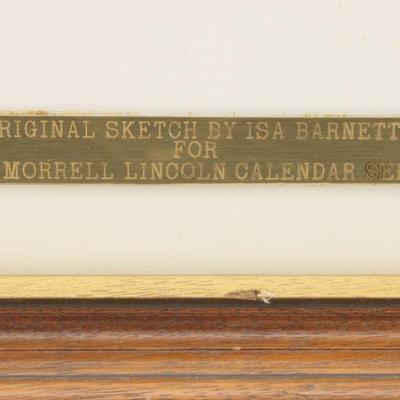 RIGINAL SKETCH BY ISA BARNETT
FOR
MORRELL LINCOLN CALENDAR SE